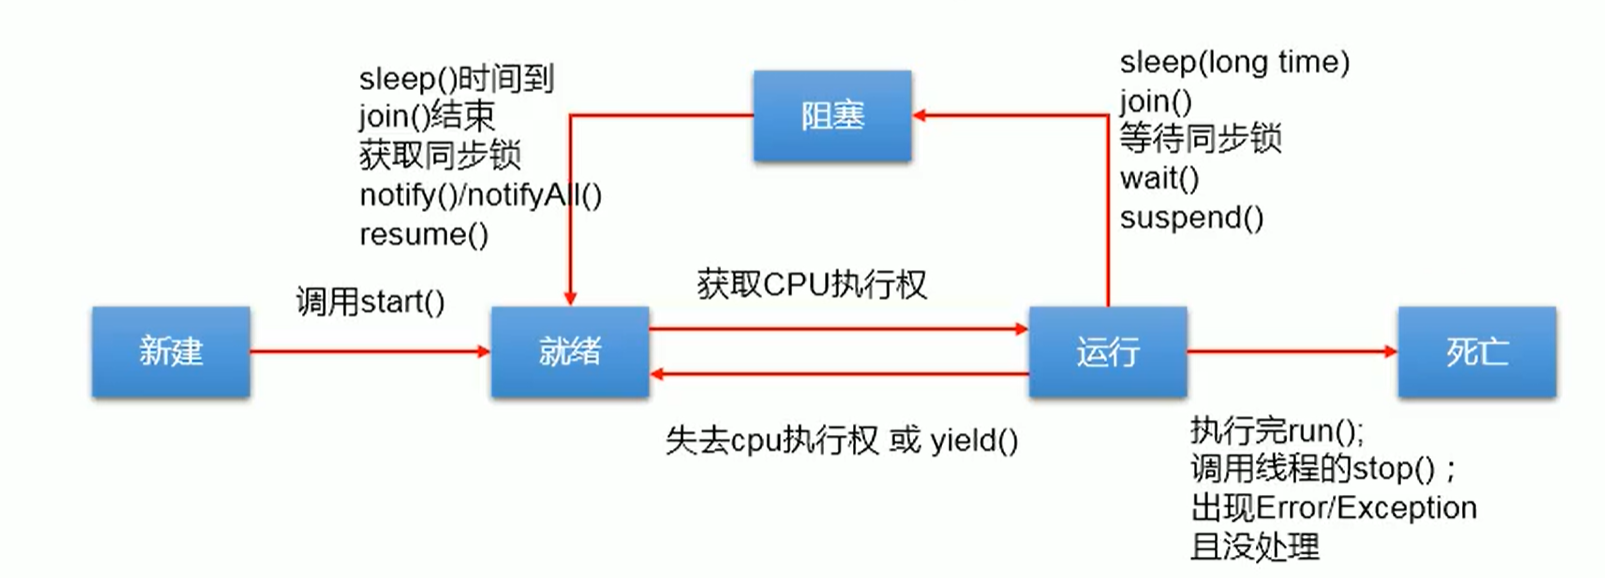 sleep()时间到
join()结束
获取同步锁
notify()/notifyAll()
resume()
阻塞
sleep(long time)
join()
等待同步锁
wait()
suspend()
调用start()
获取CPU执行权
新建
就绪
运行
死亡
失去cpu执行权 或 yield()
执行完run();
调用线程的stop()；
出现Error/Exception
且没处理